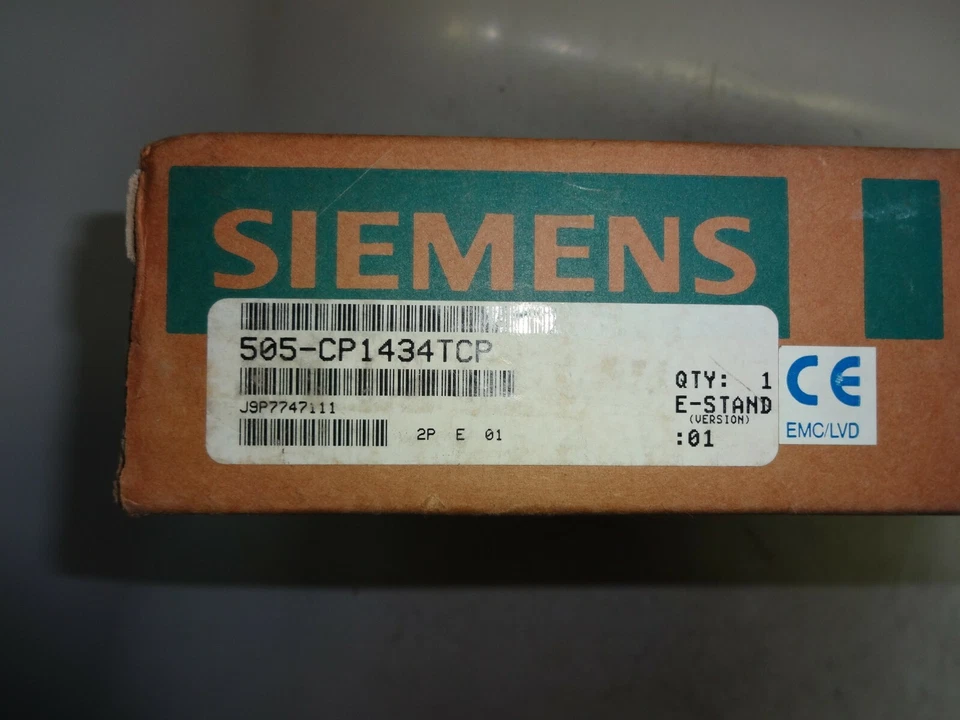 SIEMENS
505-CP1434TCP
J9P7747111
2P E 01
QTY: 1
E-STAND
(VERSION)
:01
CE
EMC/LVD